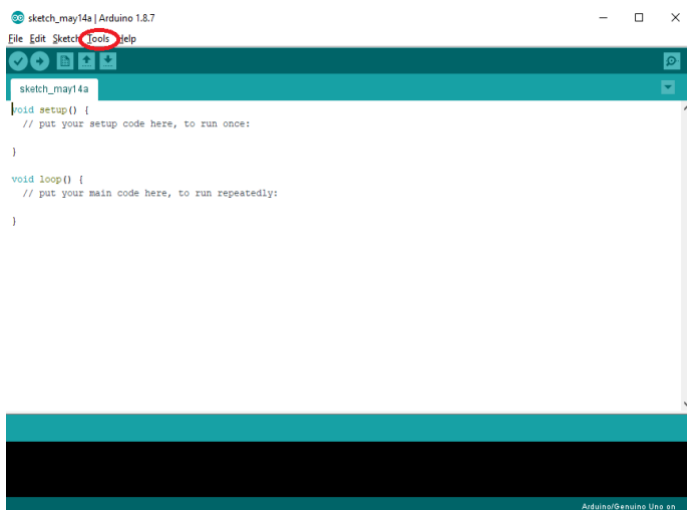 sketch_may14a | Arduino 1.8.7
File Edit Sketch Tools Help
sketch_may14a
void setup() {
// put your setup code here, to run once:
}
void loop() {
// put your main code here, to run repeatedly:
}
Arduino/Genuino Uno on